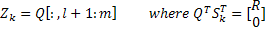 Z_k = Q[:, l + 1: m]     where Q^T S_k^T = [R 0]